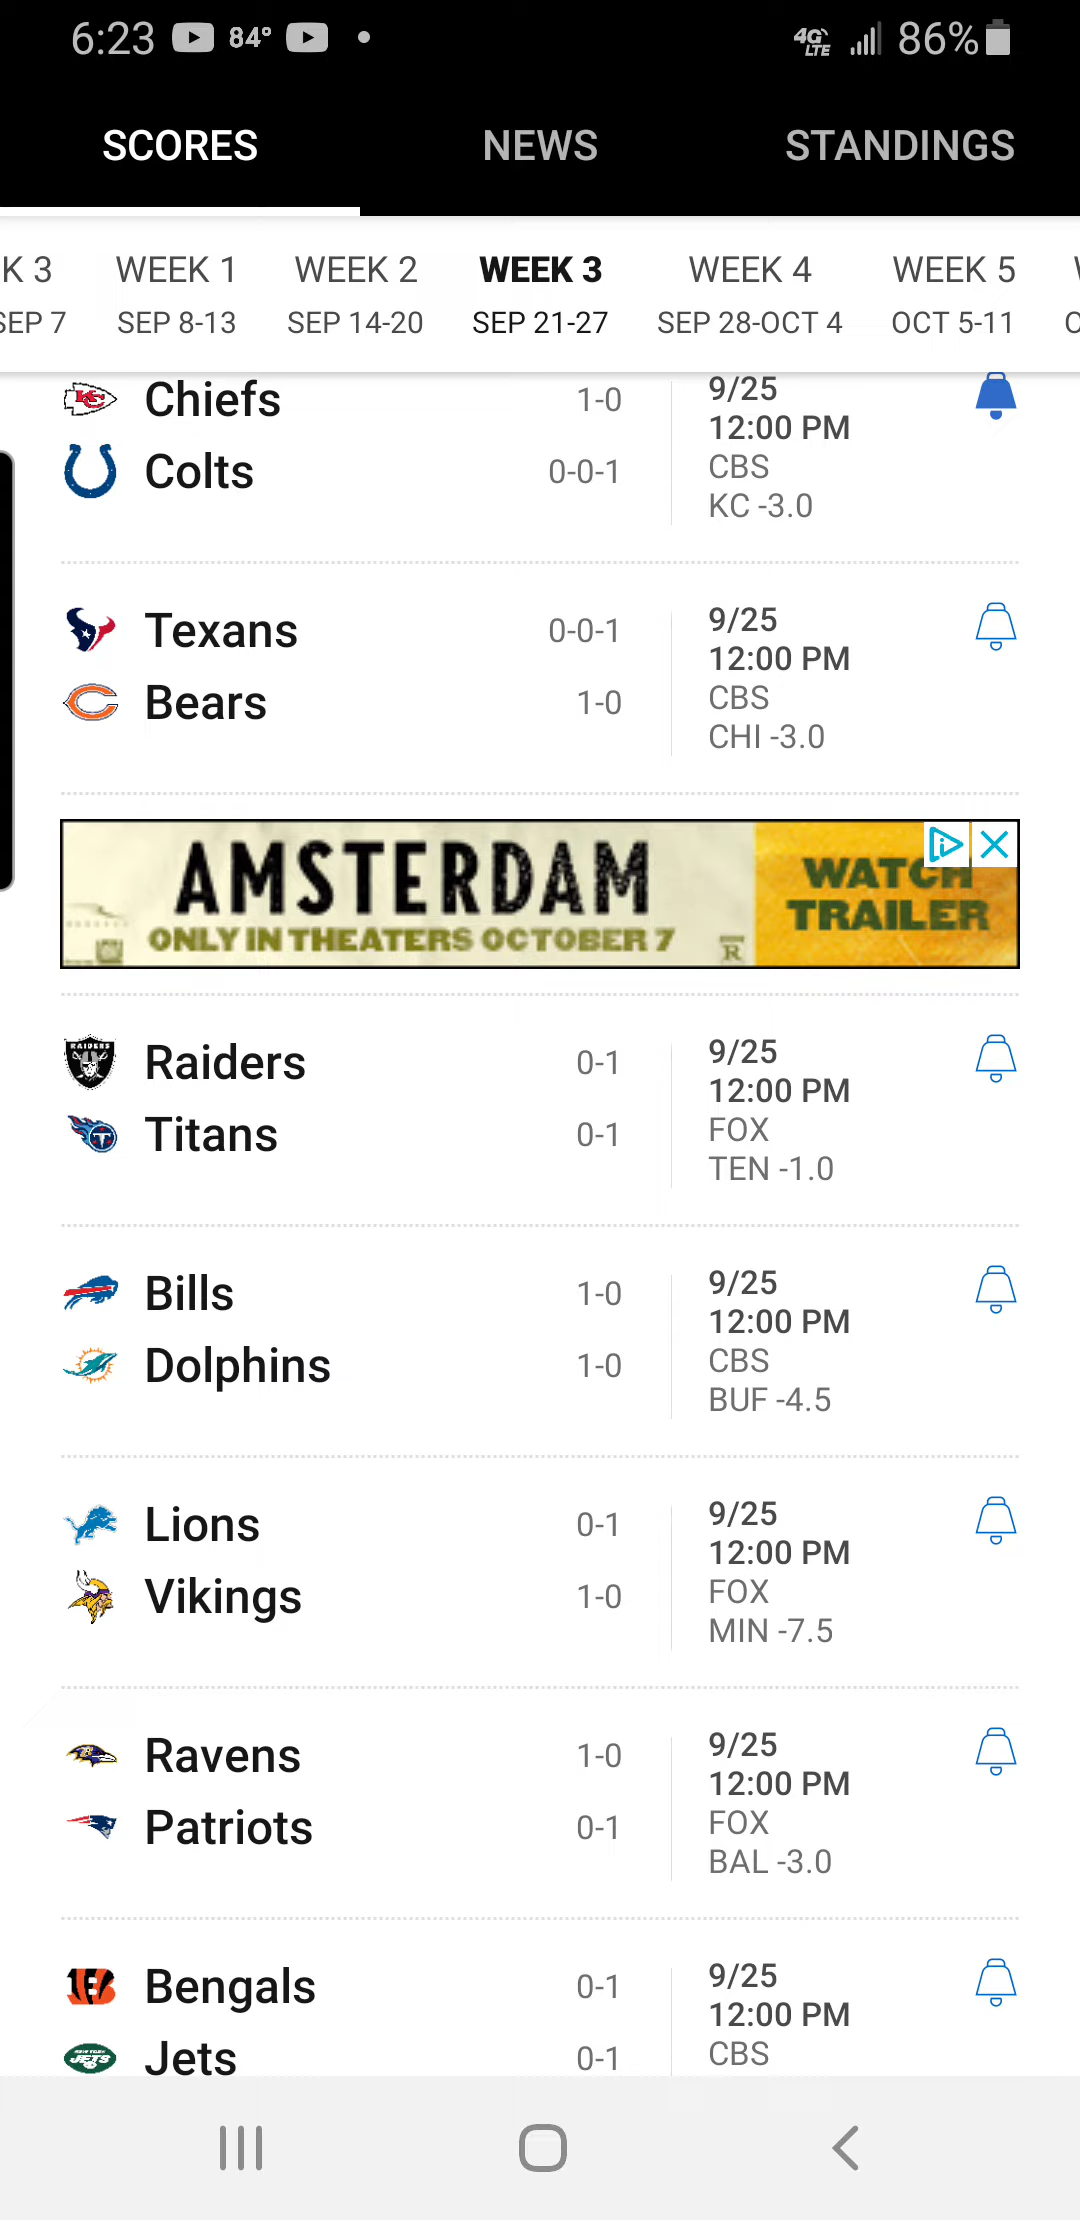 6:23 84° 4G LTE 86%
SCORES NEWS STANDINGS
K 3 WEEK 1 WEEK 2 WEEK 3 WEEK 4 WEEK 5
SEP 7 SEP 8-13 SEP 14-20 SEP 21-27 SEP 28-OCT 4 OCT 5-11
Chiefs 1-0 9/25
12:00 PM
Colts 0-0-1 CBS
KC -3.0
Texans 0-0-1 9/25
12:00 PM
Bears 1-0 CBS
CHI -3.0
AMSTERDAM
ONLY IN THEATERS OCTOBER 7 R
WATCH
TRAILER
RAIDERS
Raiders 0-1 9/25
12:00 PM
Titans 0-1 FOX
TEN -1.0
Bills 1-0 9/25
12:00 PM
Dolphins 1-0 CBS
BUF -4.5
Lions 0-1 9/25
12:00 PM
Vikings 1-0 FOX
MIN -7.5
Ravens 1-0 9/25
12:00 PM
Patriots 0-1 FOX
BAL -3.0
Bengals 0-1 9/25
12:00 PM
JETS
Jets 0-1 CBS